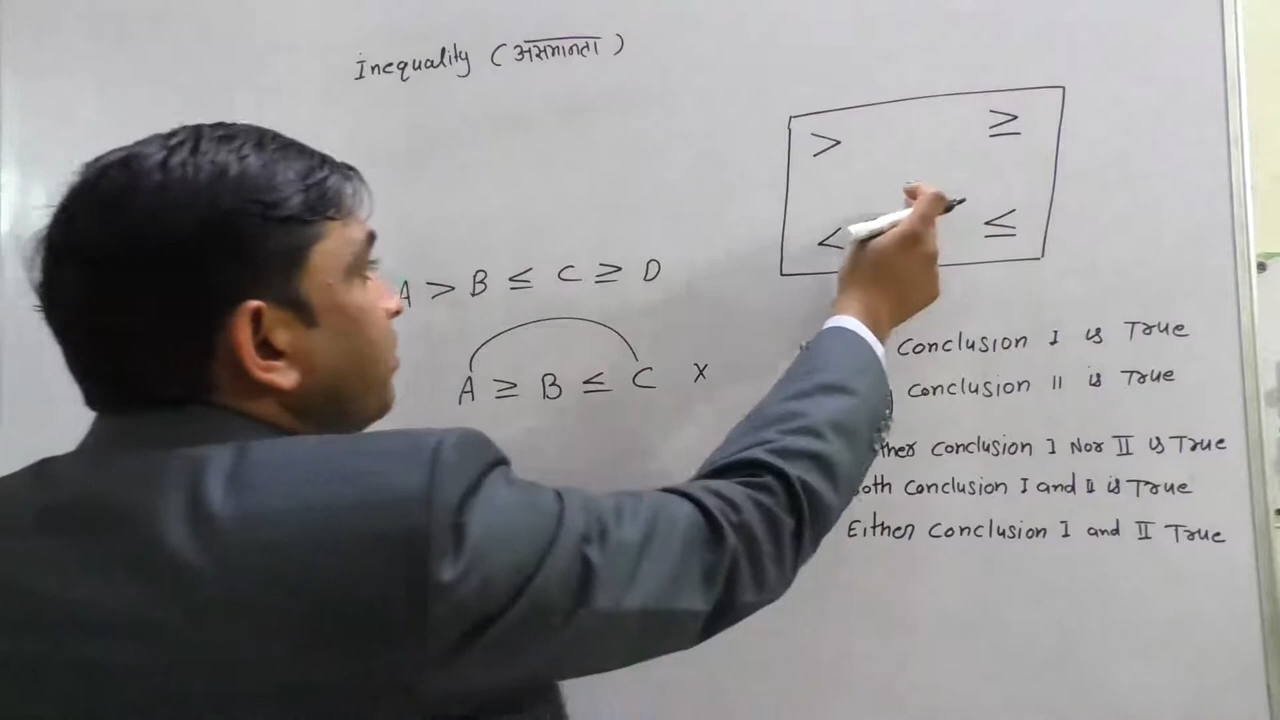 Inequality (असमानता)
> ≥
< ≤
A > B ≤ C ≥ D
A ≥ B ≤ C x
Conclusion I is True
Conclusion II is True
ther Conclusion I Nor II is True
oth Conclusion I and II is True
Either Conclusion I and II True